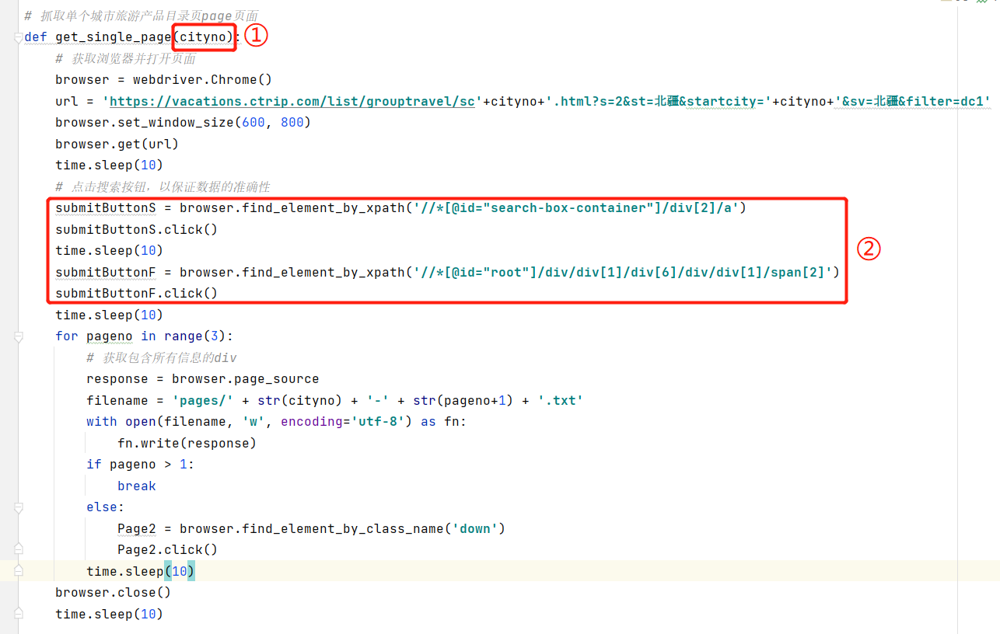 # 抓取单个城市旅游产品目录页page页面
def get_single_page(cityno): ①
    # 获取浏览器并打开页面
    browser = webdriver.Chrome()
    url = 'https://vacations.ctrip.com/list/grouptravel/sc'+cityno+'.html?s=2&st=北疆&startcity='+cityno+'&sv=北疆&filter=dc1'
    browser.set_window_size(600, 800)
    browser.get(url)
    time.sleep(10)
    # 点击搜索按钮，以保证数据的准确性
    submitButtonS = browser.find_element_by_xpath('//*[@id="search-box-container"]/div[2]/a')
    submitButtonS.click()
    time.sleep(10)
②
    submitButtonF = browser.find_element_by_xpath('//*[@id="root"]/div/div[1]/div[6]/div/div[1]/span[2]')
    submitButtonF.click()
    time.sleep(10)
    for pageno in range(3):
        # 获取包含所有信息的div
        response = browser.page_source
        filename = 'pages/' + str(cityno) + '-' + str(pageno+1) + '.txt'
        with open(filename, 'w', encoding='utf-8') as fn:
            fn.write(response)
        if pageno > 1:
            break
        else:
            Page2 = browser.find_element_by_class_name('down')
            Page2.click()
        time.sleep(10)
    browser.close()
    time.sleep(10)